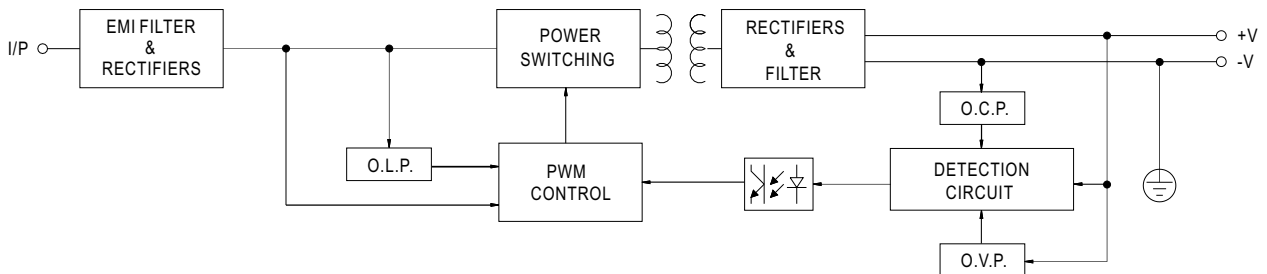 I/P
EMI FILTER
&
RECTIFIERS
POWER
SWITCHING
RECTIFIERS
&
FILTER
+V
-V
O.C.P.
O.L.P.
PWM
CONTROL
DETECTION
CIRCUIT
O.V.P.